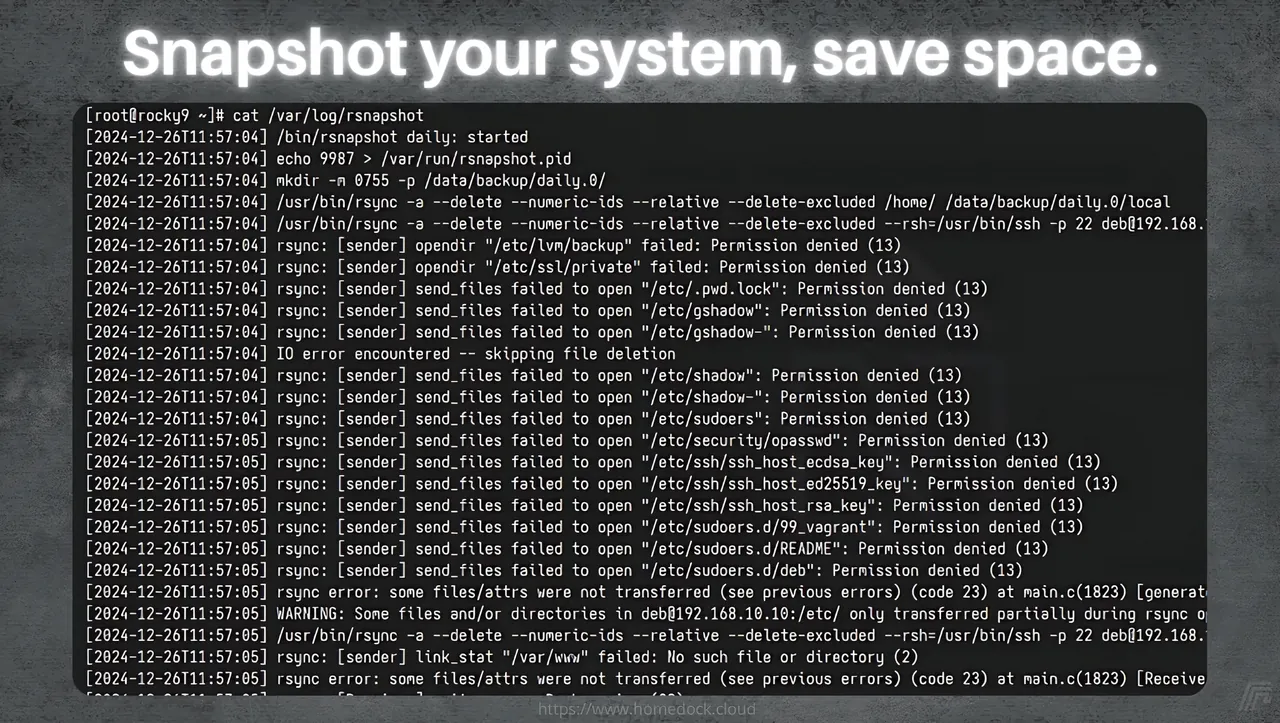 Snapshot your system, save space.
[root@rocky9 ~]# cat /var/log/rsnapshot
[2024-12-26T11:57:04] /bin/rsnapshot daily: started
[2024-12-26T11:57:04] echo 9987 > /var/run/rsnapshot.pid
[2024-12-26T11:57:04] mkdir -m 0755 -p /data/backup/daily.0/
[2024-12-26T11:57:04] /usr/bin/rsync -a --delete --numeric-ids --relative --delete-excluded /home/ /data/backup/daily.0/local
[2024-12-26T11:57:04] /usr/bin/rsync -a --delete --numeric-ids --relative --delete-excluded --rsh=/usr/bin/ssh -p 22 deb@192.168.
[2024-12-26T11:57:04] rsync: [sender] opendir "/etc/lvm/backup" failed: Permission denied (13)
[2024-12-26T11:57:04] rsync: [sender] opendir "/etc/ssl/private" failed: Permission denied (13)
[2024-12-26T11:57:04] rsync: [sender] send_files failed to open "/etc/.pwd.lock": Permission denied (13)
[2024-12-26T11:57:04] rsync: [sender] send_files failed to open "/etc/gshadow": Permission denied (13)
[2024-12-26T11:57:04] rsync: [sender] send_files failed to open "/etc/gshadow-": Permission denied (13)
[2024-12-26T11:57:04] IO error encountered -- skipping file deletion
[2024-12-26T11:57:04] rsync: [sender] send_files failed to open "/etc/shadow": Permission denied (13)
[2024-12-26T11:57:04] rsync: [sender] send_files failed to open "/etc/shadow-": Permission denied (13)
[2024-12-26T11:57:04] rsync: [sender] send_files failed to open "/etc/sudoers": Permission denied (13)
[2024-12-26T11:57:05] rsync: [sender] send_files failed to open "/etc/security/opasswd": Permission denied (13)
[2024-12-26T11:57:05] rsync: [sender] send_files failed to open "/etc/ssh/ssh_host_ecdsa_key": Permission denied (13)
[2024-12-26T11:57:05] rsync: [sender] send_files failed to open "/etc/ssh/ssh_host_ed25519_key": Permission denied (13)
[2024-12-26T11:57:05] rsync: [sender] send_files failed to open "/etc/ssh/ssh_host_rsa_key": Permission denied (13)
[2024-12-26T11:57:05] rsync: [sender] send_files failed to open "/etc/sudoers.d/99_vagrant": Permission denied (13)
[2024-12-26T11:57:05] rsync: [sender] send_files failed to open "/etc/sudoers.d/README": Permission denied (13)
[2024-12-26T11:57:05] rsync: [sender] send_files failed to open "/etc/sudoers.d/deb": Permission denied (13)
[2024-12-26T11:57:05] rsync error: some files/attrs were not transferred (see previous errors) (code 23) at main.c(1823) [generat
[2024-12-26T11:57:05] WARNING: Some files and/or directories in deb@192.168.10.10:/etc/ only transferred partially during rsync o
[2024-12-26T11:57:05] /usr/bin/rsync -a --delete --numeric-ids --relative --delete-excluded --rsh=/usr/bin/ssh -p 22 deb@192.168.
[2024-12-26T11:57:05] rsync: [sender] link_stat "/var/www" failed: No such file or directory (2)
[2024-12-26T11:57:05] rsync error: some files/attrs were not transferred (see previous errors) (code 23) at main.c(1823) [Receive
https://www.homedock.cloud